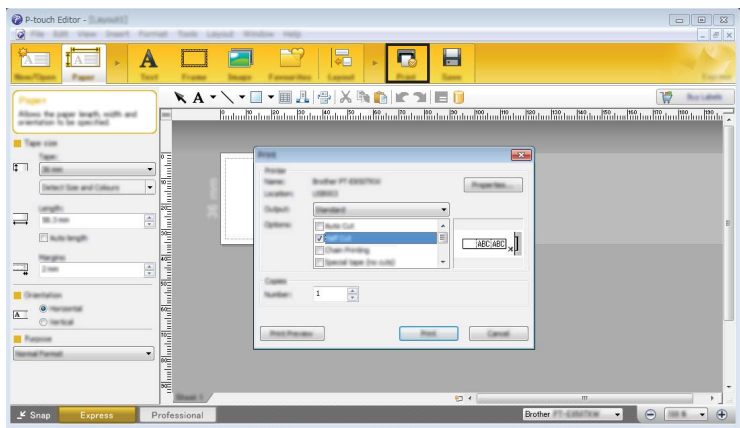 P-touch Editor - [Layout1]
File Edit View Insert Format Tools Layout Window Help
New/Open Paper Text Frame Image Favourites Layout Print Save
A
Buy Labels
Paper
Allows the paper length, width and
orientation to be specified.
Tape size
Tape:
36 mm
Detect Size and Colours
Length:
Auto length
Margins:
2 mm
Orientation
Horizontal
Vertical
Purpose
Normal Format
36 mm
Print
Printer
Name:
Location:
Properties...
Output: Standard
Options: Auto Cut
Half Cut
Chain Printing
Special tape (no cuts)
ABC ABC
Copies
Number: 1
Print Preview Print Cancel
Sheet 1
Snap Express Professional
Brother